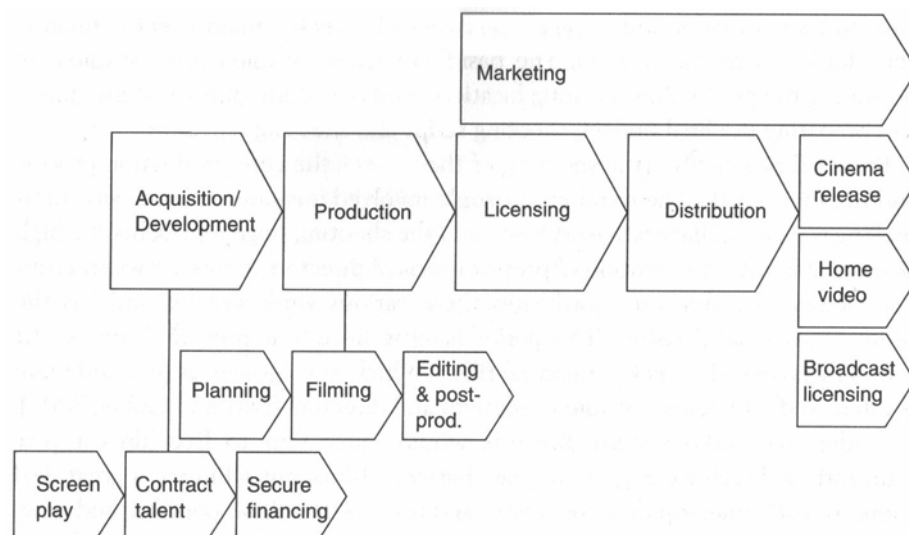 Marketing
Acquisition/
Development
Production
Licensing
Distribution
Cinema
release
Home
video
Broadcast
licensing
Planning
Filming
Editing
& post-
prod.
Screen
play
Contract
talent
Secure
financing